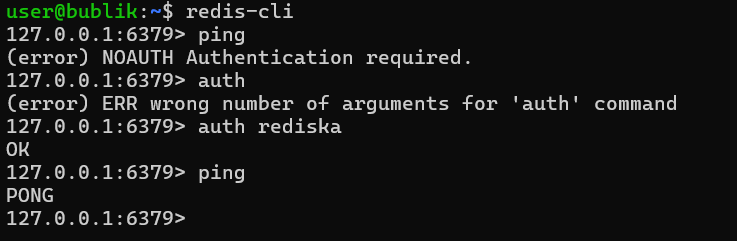 user@bublik:~$ redis-cli
127.0.0.1:6379> ping
(error) NOAUTH Authentication required.
127.0.0.1:6379> auth
(error) ERR wrong number of arguments for 'auth' command
127.0.0.1:6379> auth rediska
OK
127.0.0.1:6379> ping
PONG
127.0.0.1:6379>